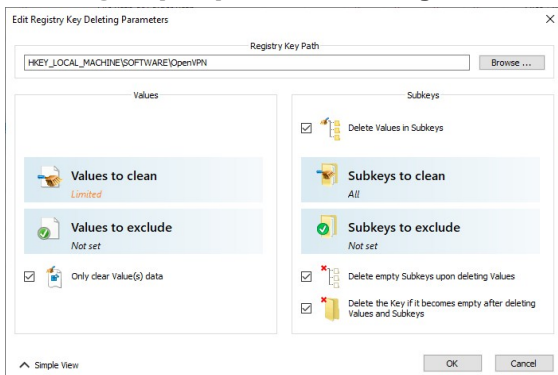 Edit Registry Key Deleting Parameters
Registry Key Path
HKEY_LOCAL_MACHINE\SOFTWARE\OpenVPN
Browse ...
Values
Values to clean
Limited
Values to exclude
Not set
Only clear Value(s) data
Subkeys
Delete Values in Subkeys
Subkeys to clean
All
Subkeys to exclude
Not set
Delete empty Subkeys upon deleting Values
Delete the Key if it becomes empty after deleting
Values and Subkeys
Simple View
OK
Cancel